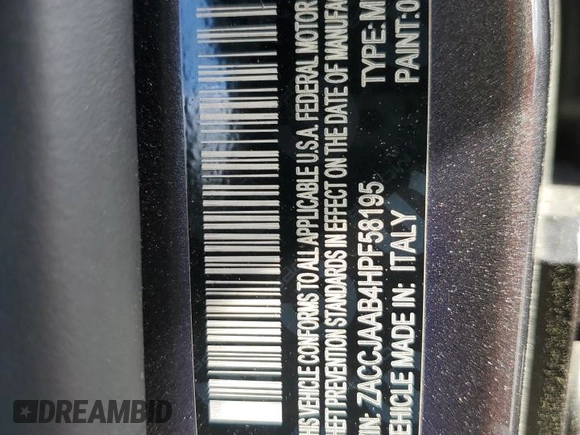 HIS VEHICLE CONFORMS TO ALL APPLICABLE U.S.A. FEDERAL MOTOR
HEFT PREVENTION STANDARDS IN EFFECT ON THE DATE OF MANUFA
IN: ZACCJAAB4HPF58195 TYPE: M
EHICLE MADE IN: ITALY PAINT: 0
DREAMBID